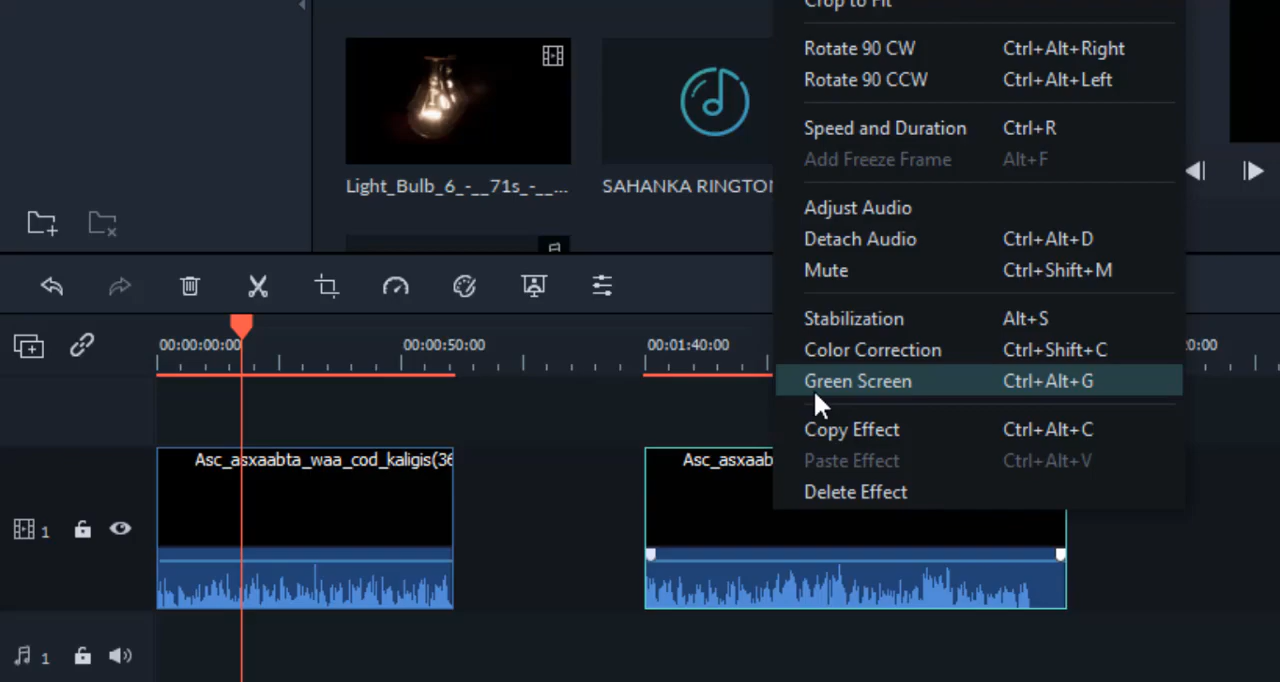 Crop to Fit
Rotate 90 CW Ctrl+Alt+Right
Rotate 90 CCW Ctrl+Alt+Left
Speed and Duration Ctrl+R
Add Freeze Frame Alt+F
Light_Bulb_6_-__71s_-__...
SAHANKA RINGTO
Adjust Audio
Detach Audio Ctrl+Alt+D
Mute Ctrl+Shift+M
Stabilization Alt+S
Color Correction Ctrl+Shift+C
Green Screen Ctrl+Alt+G
Copy Effect Ctrl+Alt+C
Paste Effect Ctrl+Alt+V
Delete Effect
00:00:00:00 00:00:50:00 00:01:40:00 20:00
Asc_asxaabta_waa_cod_kaligis(36 Asc_asxaab
1
1